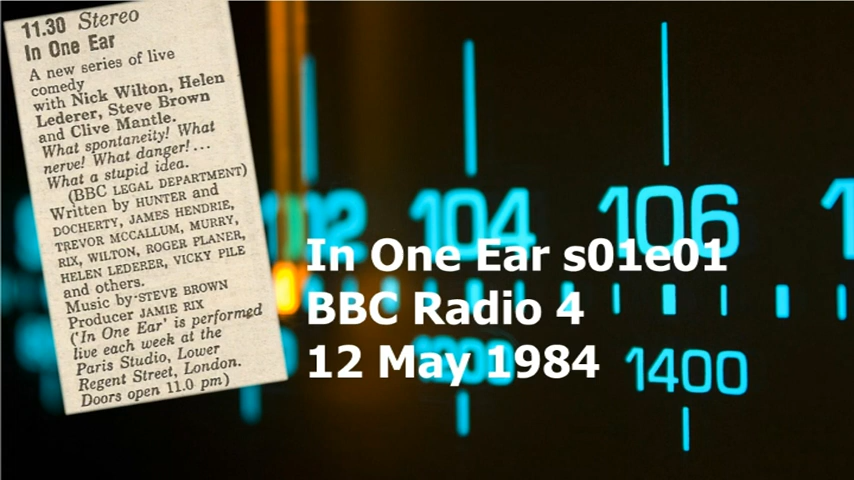 11.30 Stereo
In One Ear
A new series of live
comedy
with Nick Wilton, Helen
Lederer, Steve Brown
and Clive Mantle.
What spontaneity! What
nerve! What danger!...
What a stupid idea.
(BBC LEGAL DEPARTMENT)
Written by HUNTER and
DOCHERTY, JAMES HENDRIE,
TREVOR MCCALLUM, MURRY,
RIX, WILTON, ROGER PLANER,
HELEN LEDERER, VICKY PILE
and others.
Music by STEVE BROWN
Producer JAMIE RIX
('In One Ear' is performed
live each week at the
Paris Studio, Lower
Regent Street, London.
Doors open 11.0 pm)
102 104 106 1
In One Ear s01e01
BBC Radio 4
12 May 1984
1400